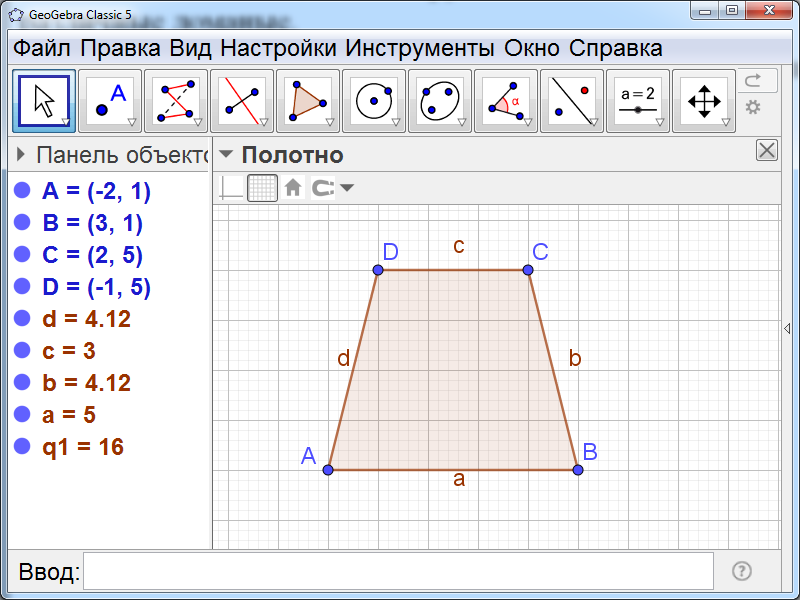 GeoGebra Classic 5
Файл Правка Вид Настройки Инструменты Окно Справка
A
α
a=2
Панель объекто
Полотно
A = (-2, 1)
B = (3, 1)
C = (2, 5)
D = (-1, 5)
d = 4.12
c = 3
b = 4.12
a = 5
q1 = 16
D c C
d b
A a B
Ввод: